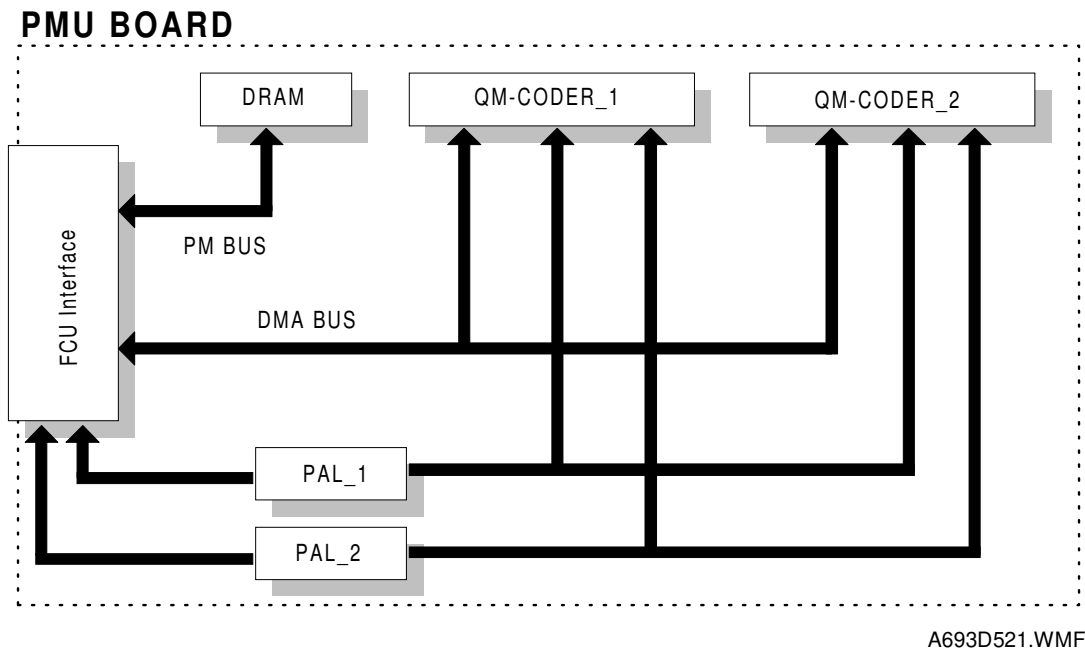 PMU BOARD
DRAM
QM-CODER_1
QM-CODER_2
FCU Interface
PM BUS
DMA BUS
PAL_1
PAL_2
A693D521.WMF